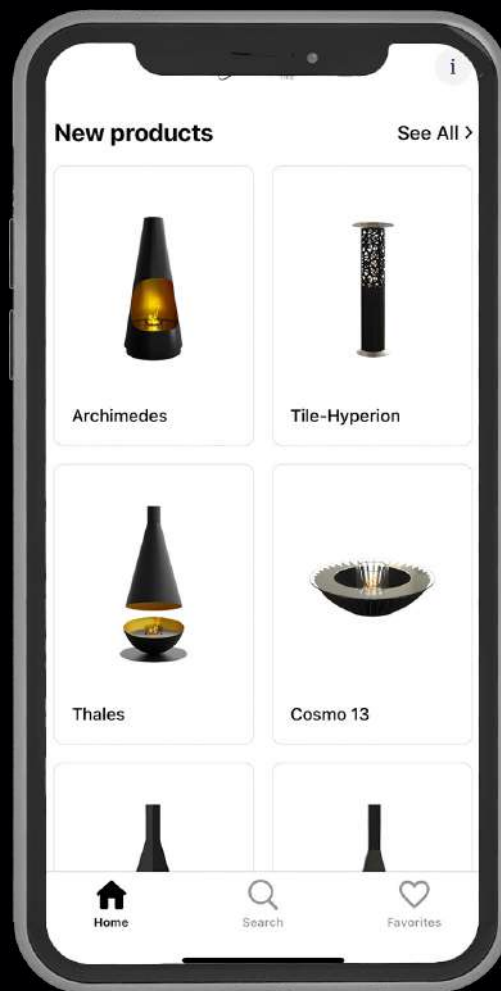 i
New products
See All >
Archimedes
Tile-Hyperion
Thales
Cosmo 13
Home
Search
Favorites